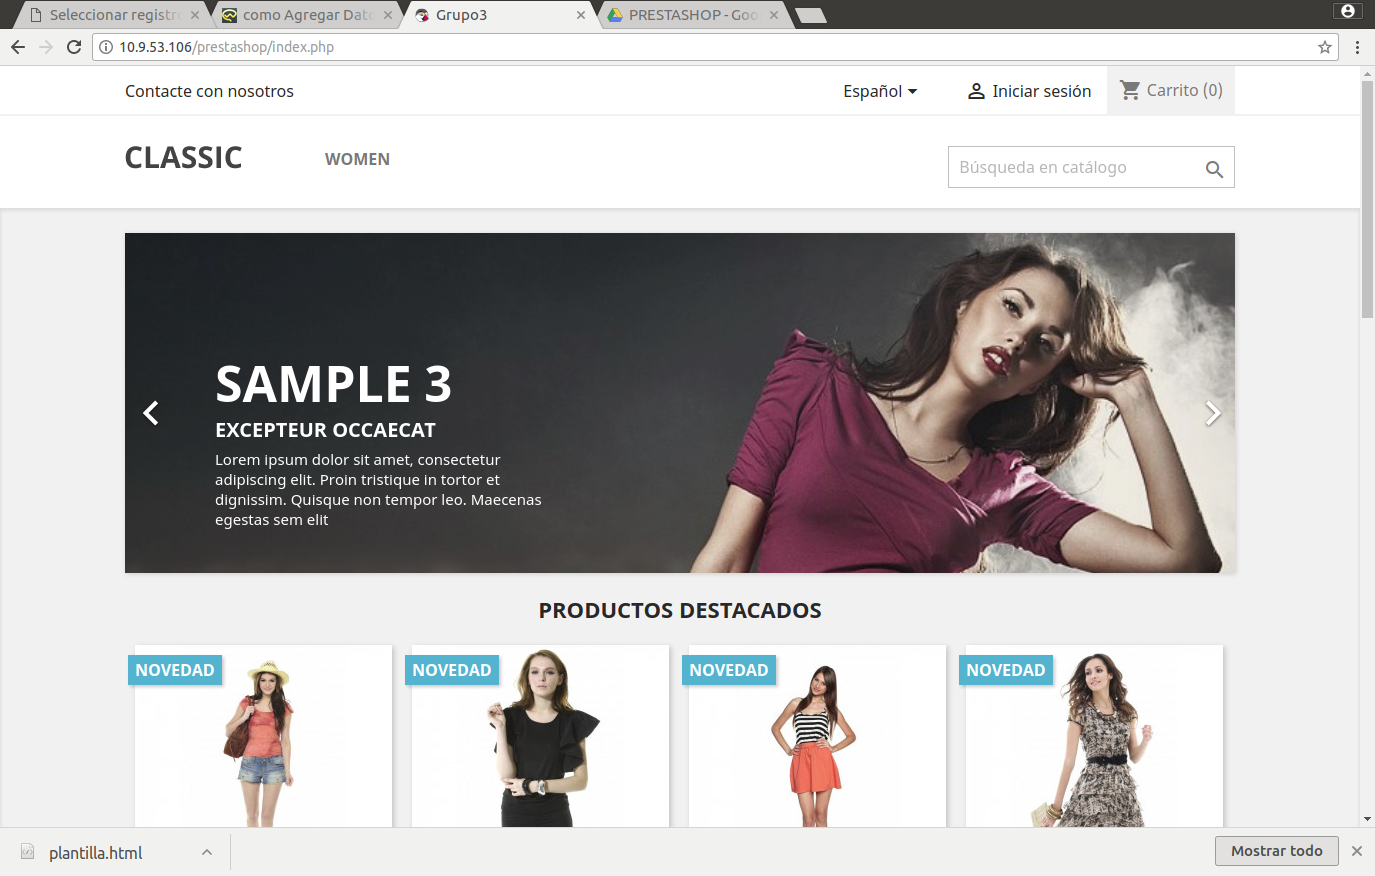 Seleccionar registro
como Agregar Dato
Grupo3
PRESTASHOP - Goo
10.9.53.106/prestashop/index.php
Contacte con nosotros
Español
Iniciar sesión
Carrito (0)
CLASSIC
WOMEN
Búsqueda en catálogo
SAMPLE 3
EXCEPTEUR OCCAECAT
Lorem ipsum dolor sit amet, consectetur
adipiscing elit. Proin tristique in tortor et
dignissim. Quisque non tempor leo. Maecenas
egestas sem elit
PRODUCTOS DESTACADOS
NOVEDAD
NOVEDAD
NOVEDAD
NOVEDAD
plantilla.html
Mostrar todo